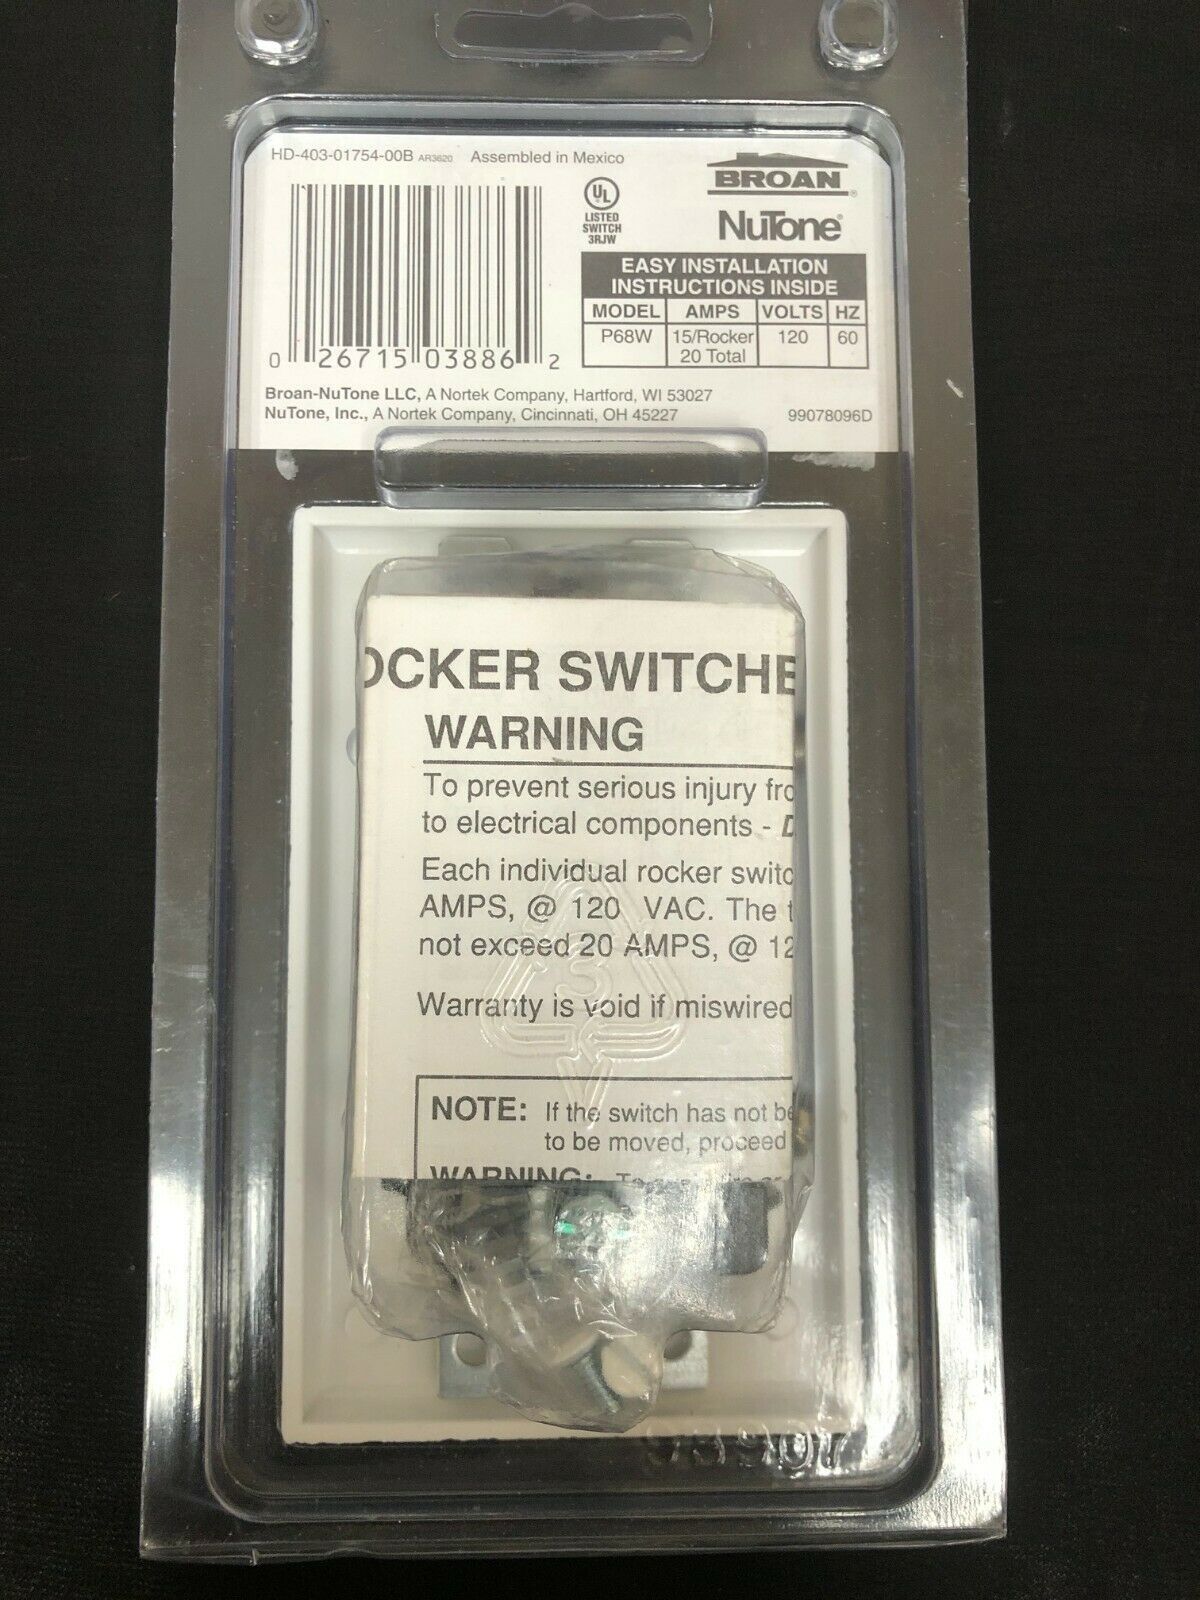 HD-403-01754-00B AR3620 Assembled in Mexico
BROAN®
NuTone®
UL
LISTED
SWITCH
3RJW
EASY INSTALLATION
INSTRUCTIONS INSIDE
MODEL AMPS VOLTS HZ
P68W 15/Rocker 120 60
20 Total
0 26715 03886 2
Broan-NuTone LLC, A Nortek Company, Hartford, WI 53027
NuTone, Inc., A Nortek Company, Cincinnati, OH 45227
99078096D
OCKER SWITCHE
WARNING
To prevent serious injury fro
to electrical components - D
Each individual rocker switc
AMPS, @ 120 VAC. The t
not exceed 20 AMPS, @ 12
Warranty is void if miswired
3
V
NOTE: If the switch has not be
to be moved, proceed
WARNING: To